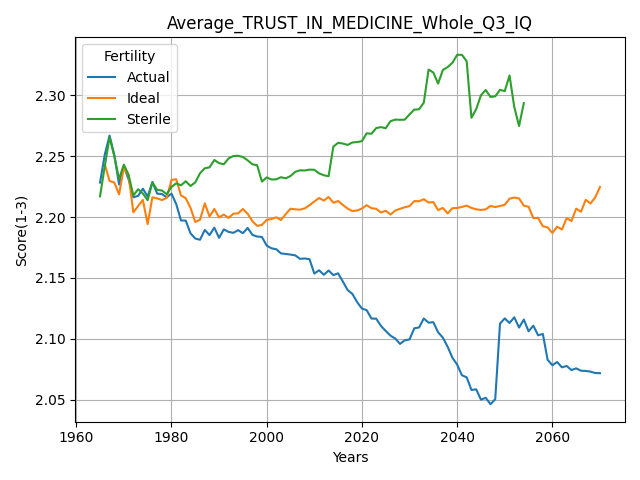 Average_TRUST_IN_MEDICINE_Whole_Q3_IQ
Fertility
Actual
Ideal
Sterile
Score(1-3)
2.30
2.25
2.20
2.15
2.10
2.05
1960 1980 2000 2020 2040 2060
Years